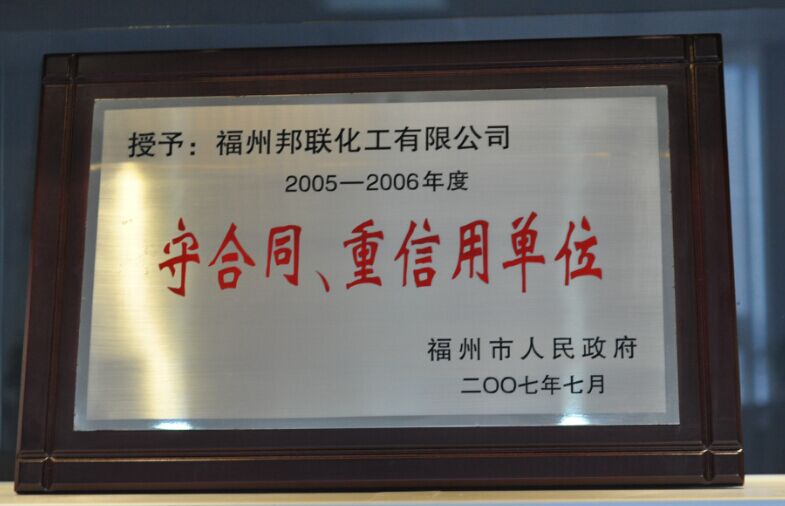 授予：福州邦联化工有限公司
2005—2006年度
守合同、重信用单位
福州市人民政府
二〇〇七年七月